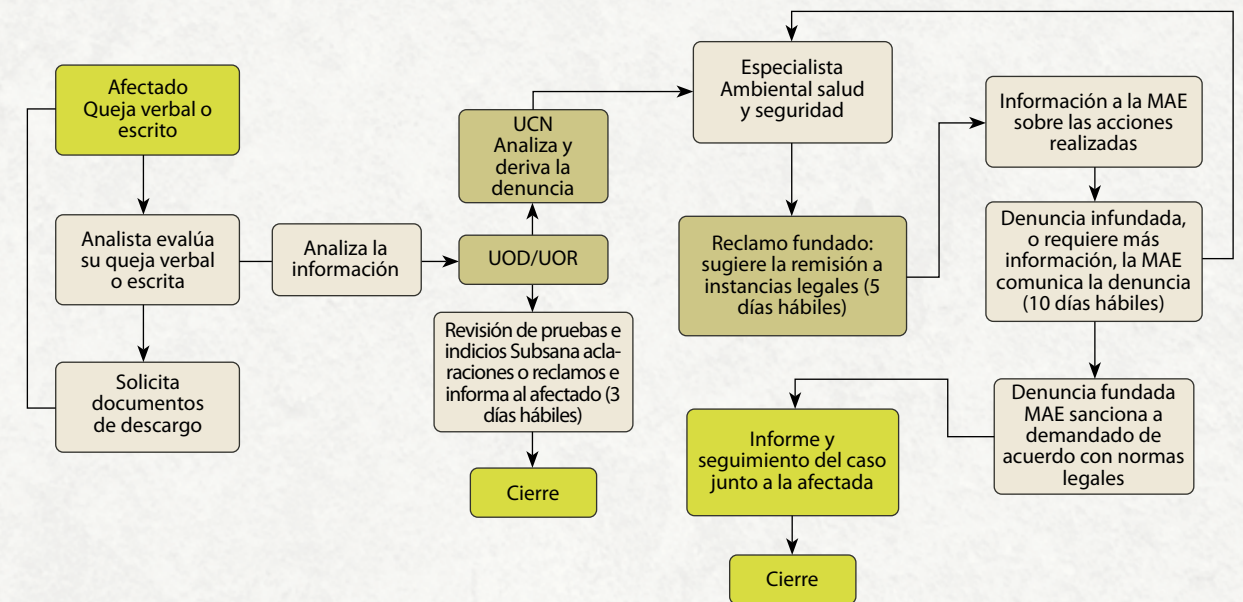 Afectado
Queja verbal o
escrito
Analista evalúa
su queja verbal
o escrita
Solicita
documentos
de descargo
Analiza la
información
UCN
Analiza y
deriva la
denuncia
UOD/UOR
Revisión de pruebas e
indicios Subsana acla-
raciones o reclamos e
informa al afectado (3
días hábiles)
Cierre
Especialista
Ambiental salud
y seguridad
Reclamo fundado:
sugiere la remisión a
instancias legales (5
días hábiles)
Información a la MAE
sobre las acciones
realizadas
Denuncia infundada,
o requiere más
información, la MAE
comunica la denuncia
(10 días hábiles)
Denuncia fundada
MAE sanciona a
demandado de
acuerdo con normas
legales
Informe y
seguimiento del caso
junto a la afectada
Cierre